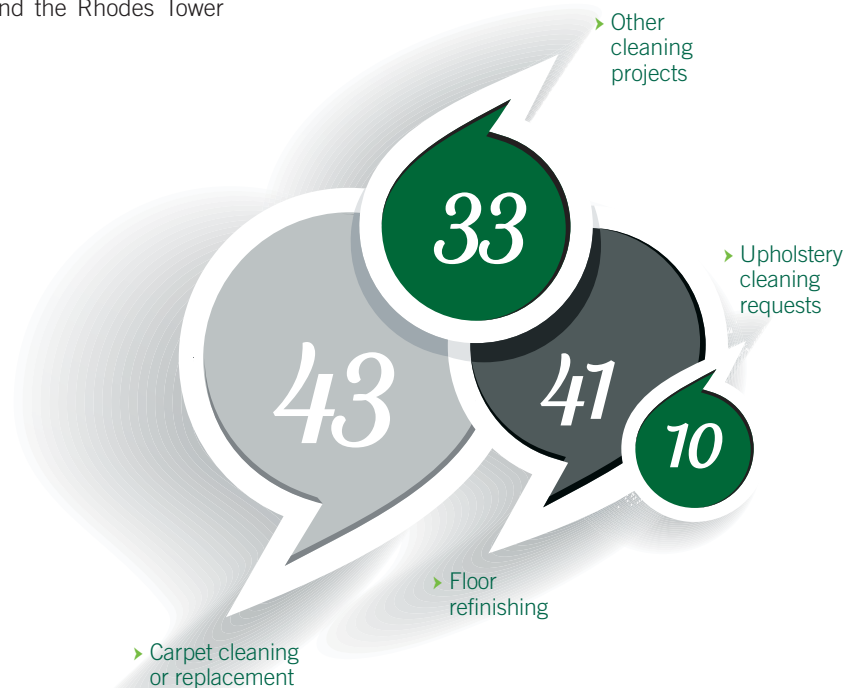 nd the Rhodes Tower
Other
cleaning
projects
33
Upholstery
cleaning
requests
43
41
10
Floor
refinishing
Carpet cleaning
or replacement